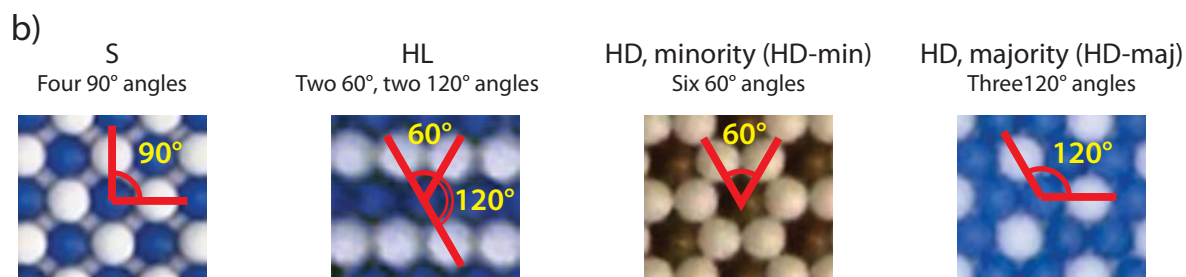 b)
S
Four 90° angles
HL
Two 60°, two 120° angles
HD, minority (HD-min)
Six 60° angles
HD, majority (HD-maj)
Three120° angles
90°
60°
120°
60°
120°